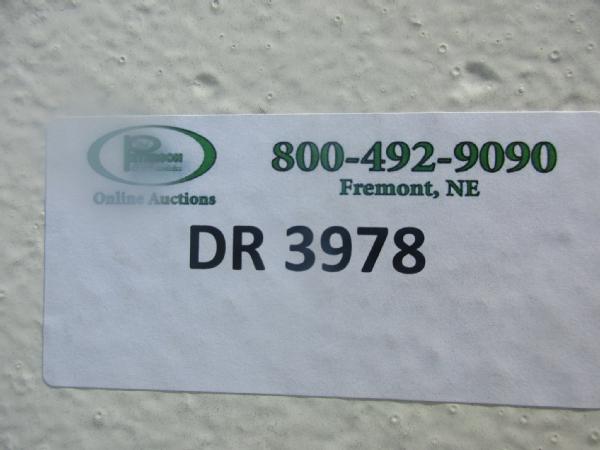 800-492-9090
Fremont, NE
Online Auctions
DR 3978